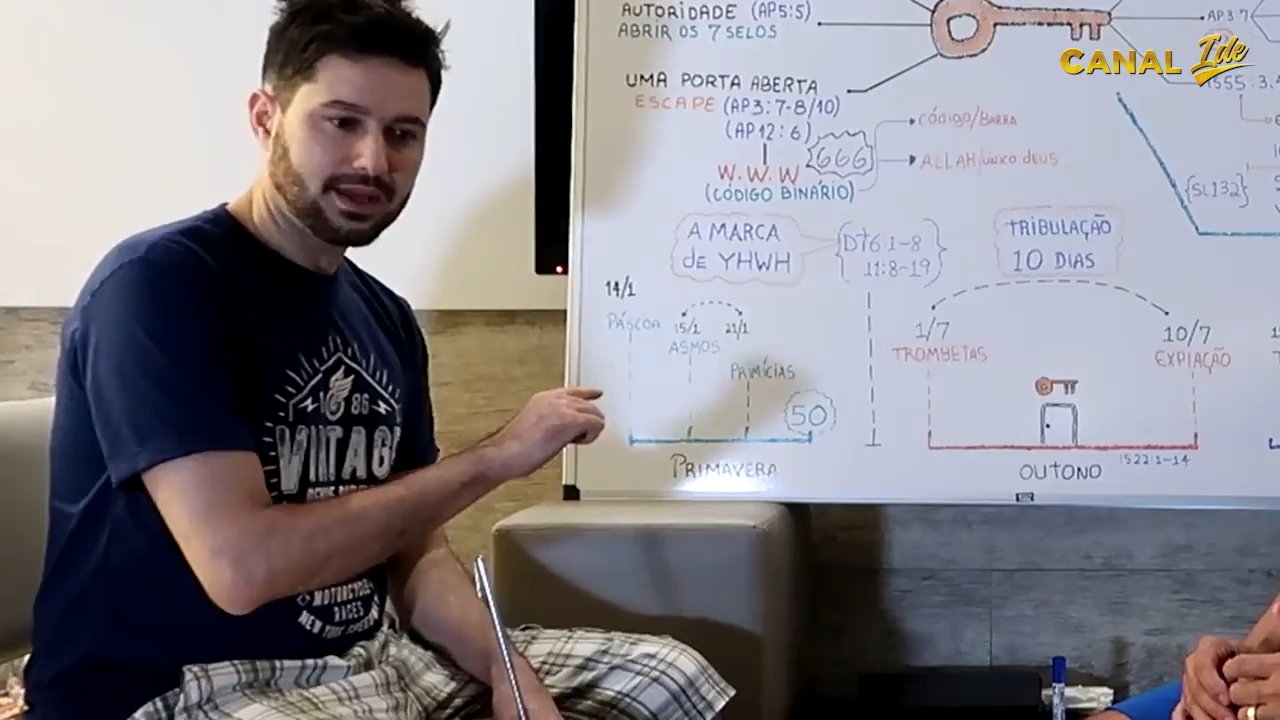 AUTORIDADE (AP5:5)
ABRIR OS 7 SELOS
AP3:7
CANAL Ide
UMA PORTA ABERTA
ESCAPE (AP3:7-8/10)
(AP12:6)
666
W.W.W
(CÓDIGO BINÁRIO)
CÓDIGO/BARRA
ALLAH/ÚNICO DEUS
{SL132}
A MARCA
de YHWH
{DT6:1-8
11:8-19}
TRIBULAÇÃO
10 DIAS
14/1
PÁSCOA
15/1
21/1
ASMOS
PRIMÍCIAS
50
PRIMAVERA
1/7
TROMBETAS
10/7
EXPIAÇÃO
OUTONO
IS22:1-14
86
VINTAGE
MOTORCYCLE
RACES